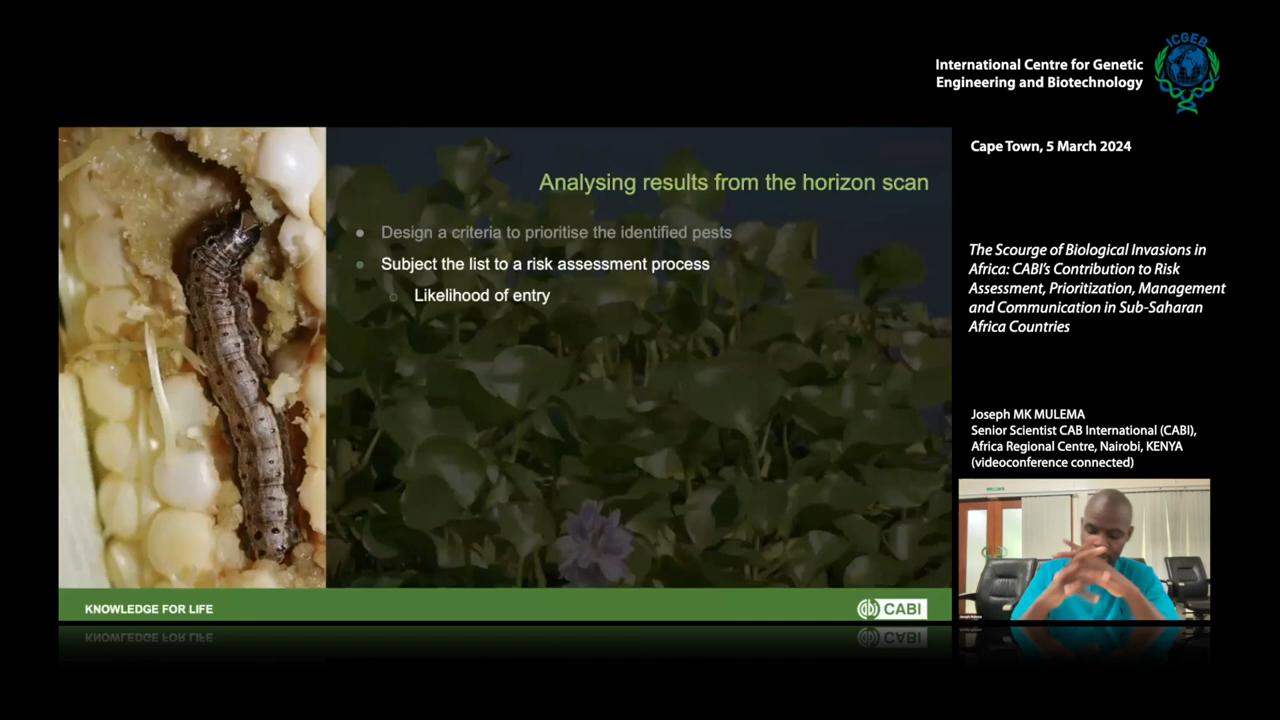 ICGEB
International Centre for Genetic
Engineering and Biotechnology
Cape Town, 5 March 2024
Analysing results from the horizon scan
Design a criteria to prioritise the identified pests
Subject the list to a risk assessment process
Likelihood of entry
The Scourge of Biological Invasions in
Africa: CABI's Contribution to Risk
Assessment, Prioritization, Management
and Communication in Sub-Saharan
Africa Countries
Joseph MK MULEMA
Senior Scientist CAB International (CABI),
Africa Regional Centre, Nairobi, KENYA
(videoconference connected)
KNOWLEDGE FOR LIFE
CABI